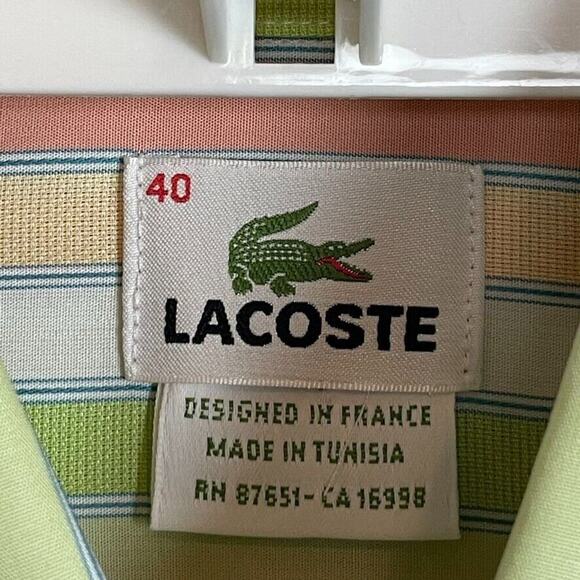 40
LACOSTE
DESIGNED IN FRANCE
MADE IN TUNISIA
RN 87651-CA 16998